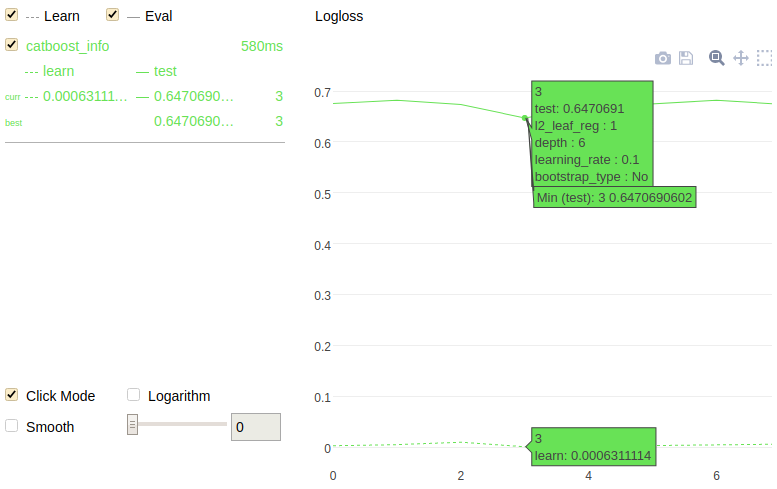 Learn
Eval
Logloss
catboost_info 580ms
learn
test
curr 0.00063111... 0.6470690... 3
best 0.6470690... 3
0.7
0.6
0.5
0.4
0.3
0.2
0.1
0
0
2
4
6
3
test: 0.6470691
l2_leaf_reg : 1
depth : 6
learning_rate : 0.1
bootstrap_type : No
Min (test): 3 0.6470690602
3
learn: 0.0006311114
Click Mode
Logarithm
Smooth
0